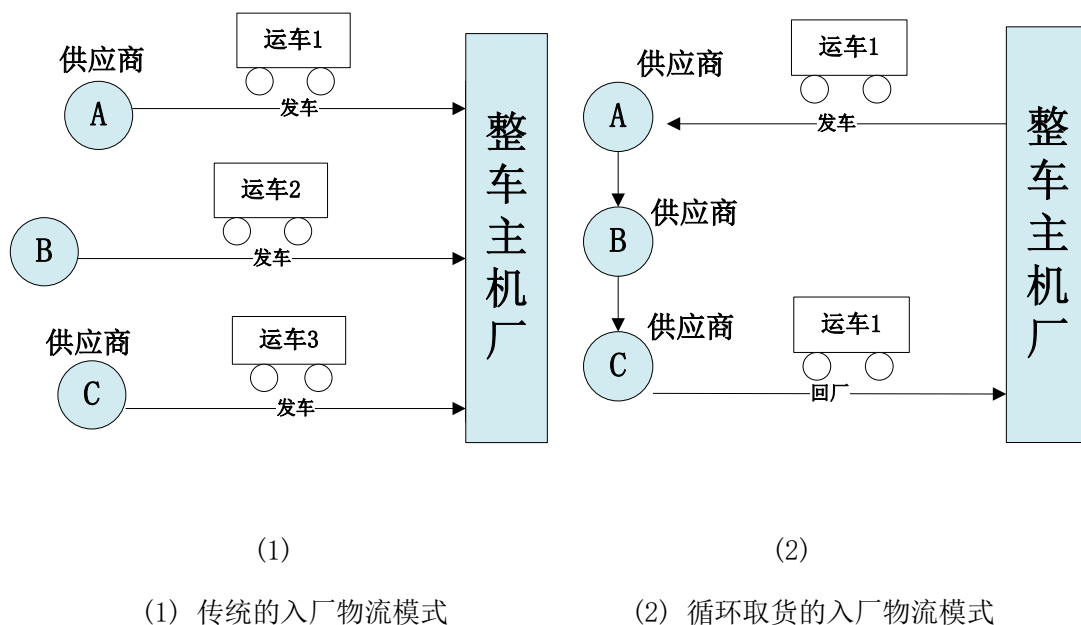 运车1
供应商
A
发车
运车2
B
发车
运车3
供应商
C
发车
整车主机厂
运车1
供应商
A
发车
供应商
B
运车1
供应商
C
回厂
整车主机厂
(1)
(2)
(1) 传统的入厂物流模式
(2) 循环取货的入厂物流模式